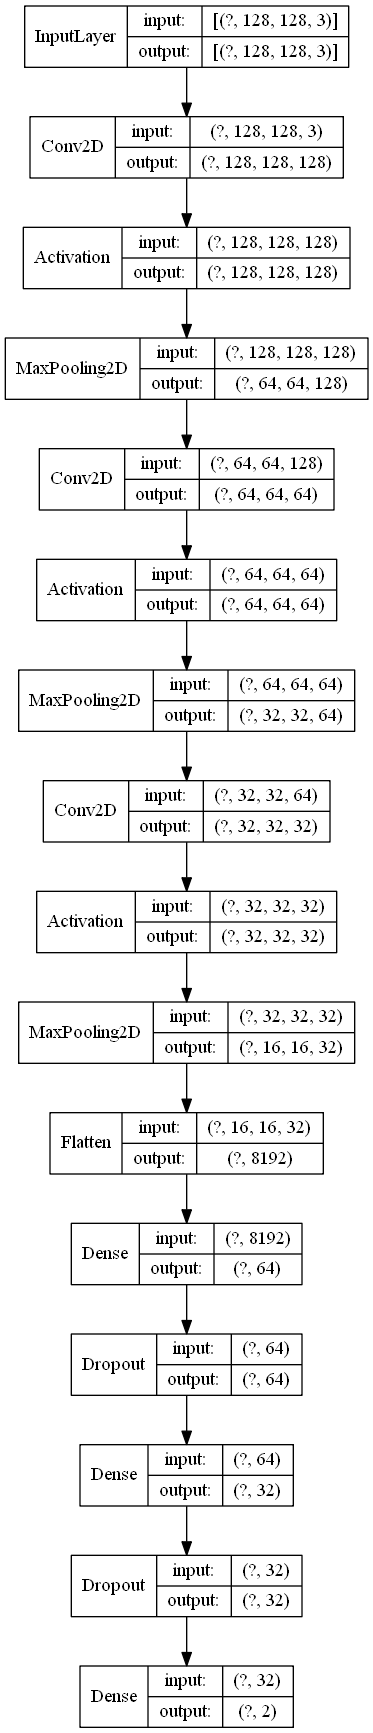 InputLayer input: [(?, 128, 128, 3)]
output: [(?, 128, 128, 3)]
Conv2D input: (?, 128, 128, 3)
output: (?, 128, 128, 128)
Activation input: (?, 128, 128, 128)
output: (?, 128, 128, 128)
MaxPooling2D input: (?, 128, 128, 128)
output: (?, 64, 64, 128)
Conv2D input: (?, 64, 64, 128)
output: (?, 64, 64, 64)
Activation input: (?, 64, 64, 64)
output: (?, 64, 64, 64)
MaxPooling2D input: (?, 64, 64, 64)
output: (?, 32, 32, 64)
Conv2D input: (?, 32, 32, 64)
output: (?, 32, 32, 32)
Activation input: (?, 32, 32, 32)
output: (?, 32, 32, 32)
MaxPooling2D input: (?, 32, 32, 32)
output: (?, 16, 16, 32)
Flatten input: (?, 16, 16, 32)
output: (?, 8192)
Dense input: (?, 8192)
output: (?, 64)
Dropout input: (?, 64)
output: (?, 64)
Dense input: (?, 64)
output: (?, 32)
Dropout input: (?, 32)
output: (?, 32)
Dense input: (?, 32)
output: (?, 2)